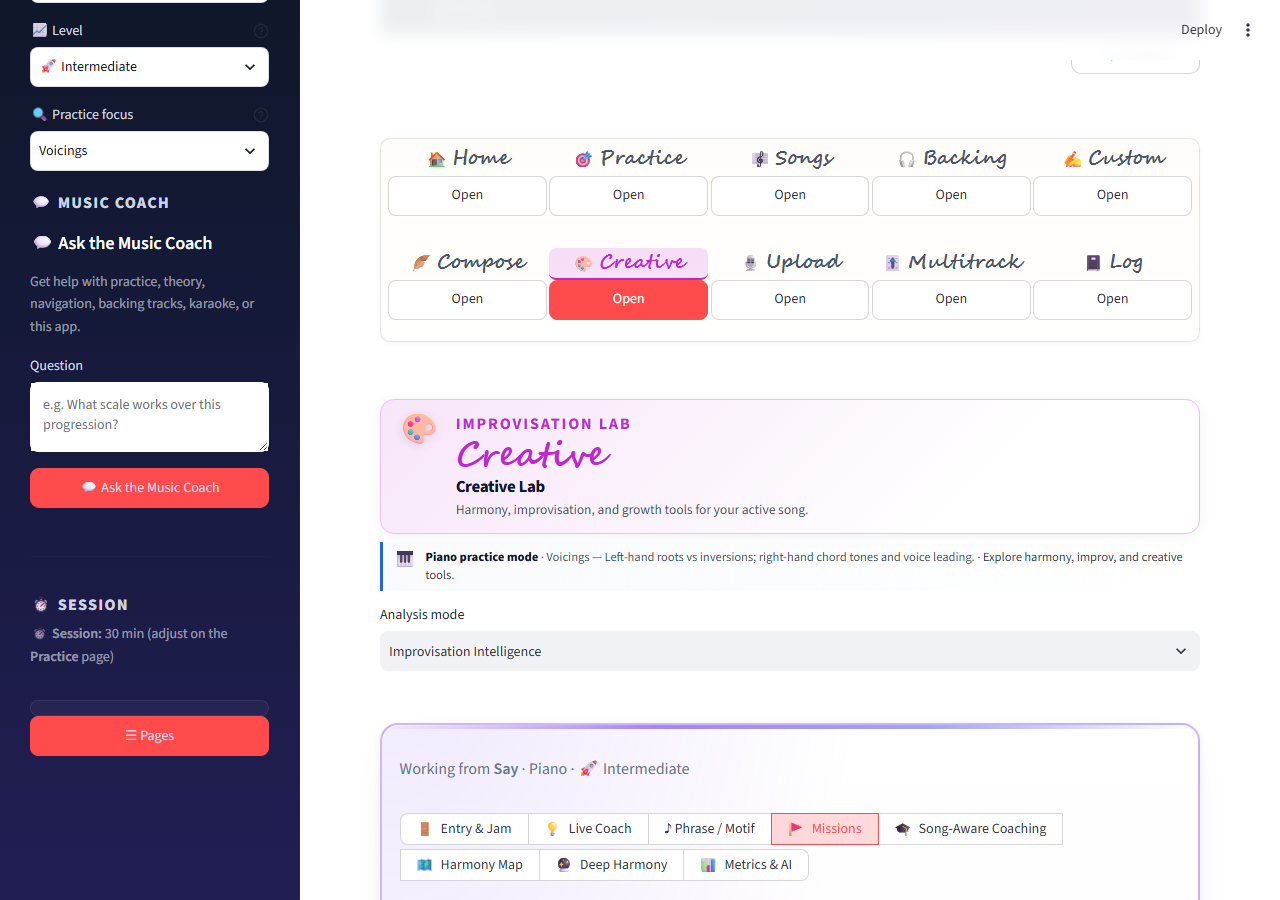 Level
Intermediate
Practice focus
Voicings
MUSIC COACH
Ask the Music Coach
Get help with practice, theory,
navigation, backing tracks, karaoke, or
this app.
Question
e.g. What scale works over this
progression?
Ask the Music Coach
SESSION
Session: 30 min (adjust on the
Practice page)
☰ Pages
Deploy
Home Practice Songs Backing Custom
Open Open Open Open Open
Compose Creative Upload Multitrack Log
Open Open Open Open Open
IMPROVISATION LAB
Creative
Creative Lab
Harmony, improvisation, and growth tools for your active song.
Piano practice mode · Voicings — Left-hand roots vs inversions; right-hand chord tones and voice leading. · Explore harmony, improv, and creative
tools.
Analysis mode
Improvisation Intelligence
Working from Say · Piano · 🚀 Intermediate
Entry & Jam Live Coach ♪ Phrase / Motif Missions Song-Aware Coaching
Harmony Map Deep Harmony Metrics & AI